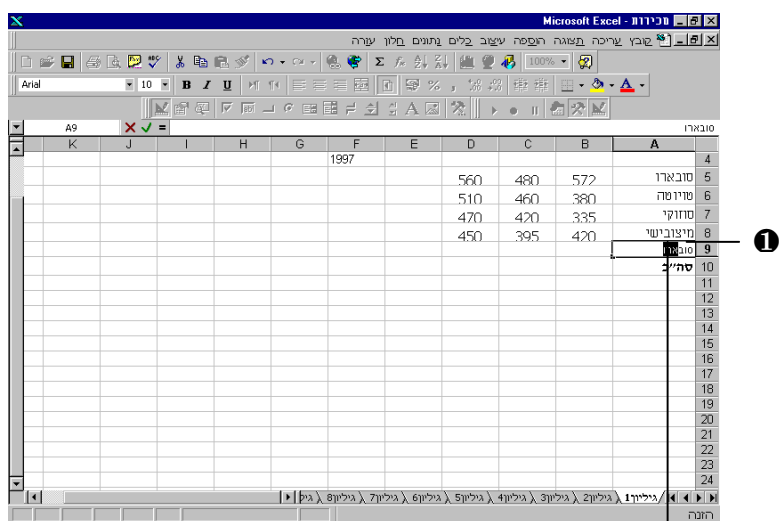 Microsoft Excel - מכירות
קובץ עריכה תצוגה הוספה עיצוב כלים נתונים חלון עזרה
100%
Arial 10 B I U
A9 = סובארו
A B C D E F G H I J K
4 1997
5 סובארו 572 480 560
6 טויוטה 380 460 510
7 סוזוקי 335 420 470
8 מיצובישי 420 395 450
9 סובארו
10 סה"כ
11
12
13
14
15
16
17
18
19
20
21
22
23
24
גיליון1 גיליון2 גיליון3 גיליון4 גיליון5 גיליון6 גיליון7 גיליון8 גיל
הזנה
1